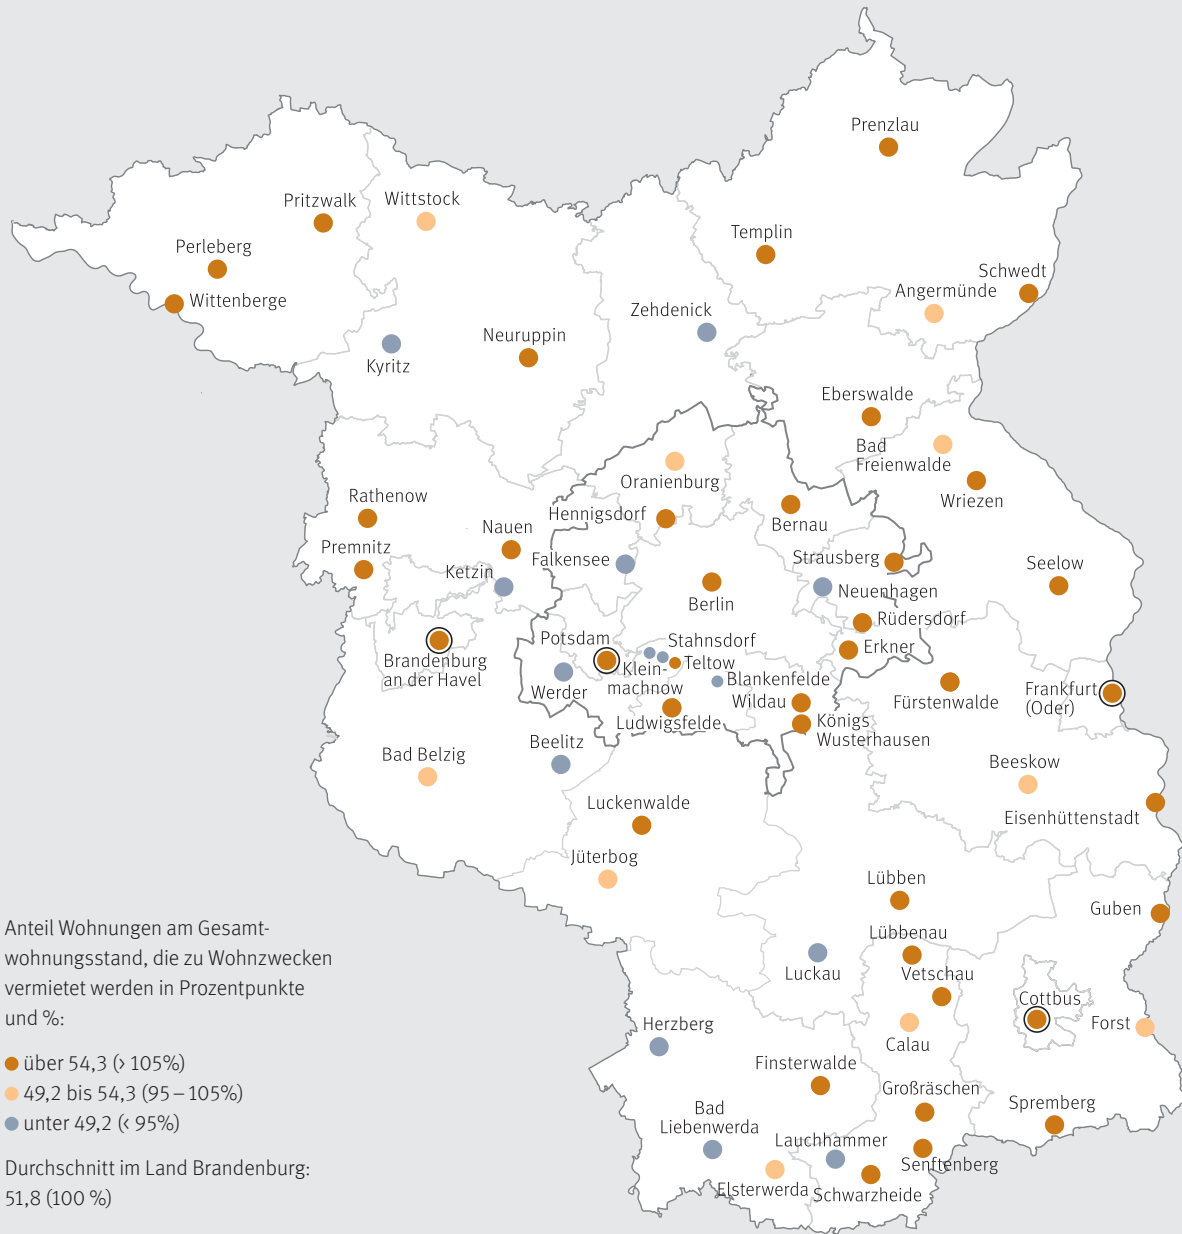 Prenzlau
Pritzwalk
Wittstock
Templin
Perleberg
Schwedt
Angermünde
Wittenberge
Zehdenick
Neuruppin
Kyritz
Eberswalde
Bad
Freienwalde
Oranienburg
Wriezen
Rathenow
Hennigsdorf
Bernau
Nauen
Premnitz
Falkensee
Strausberg
Ketzin
Seelow
Neuenhagen
Berlin
Rüdersdorf
Potsdam
Stahnsdorf
Erkner
Brandenburg
an der Havel
Klein-
machnow
Teltow
Werder
Blankenfelde
Wildau
Fürstenwalde
Frankfurt
(Oder)
Ludwigsfelde
Königs
Wusterhausen
Beelitz
Bad Belzig
Beeskow
Luckenwalde
Eisenhüttenstadt
Jüterbog
Lübben
Guben
Lübbenau
Luckau
Vetschau
Cottbus
Herzberg
Calau
Forst
Finsterwalde
Großräschen
Bad
Liebenwerda
Spremberg
Lauchhammer
Senftenberg
Elsterwerda
Schwarzheide
Anteil Wohnungen am Gesamt-
wohnungsstand, die zu Wohnzwecken
vermietet werden in Prozentpunkte
und %:
über 54,3 (> 105%)
49,2 bis 54,3 (95 – 105%)
unter 49,2 (< 95%)
Durchschnitt im Land Brandenburg:
51,8 (100 %)